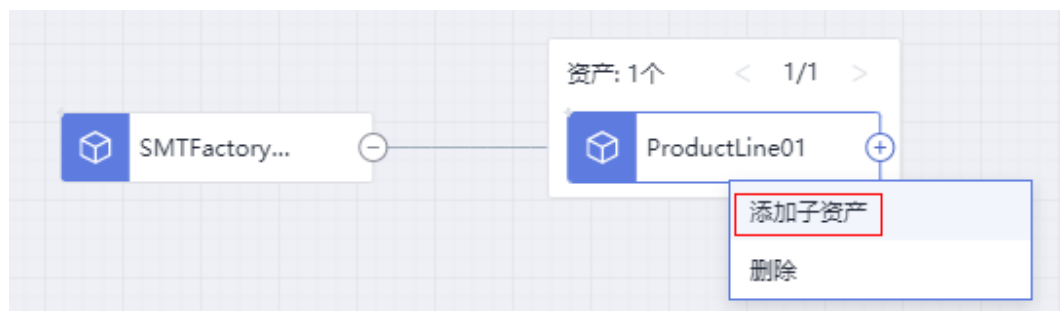 资产: 1个 < 1/1 >
SMTFactory...
ProductLine01
添加子资产
删除